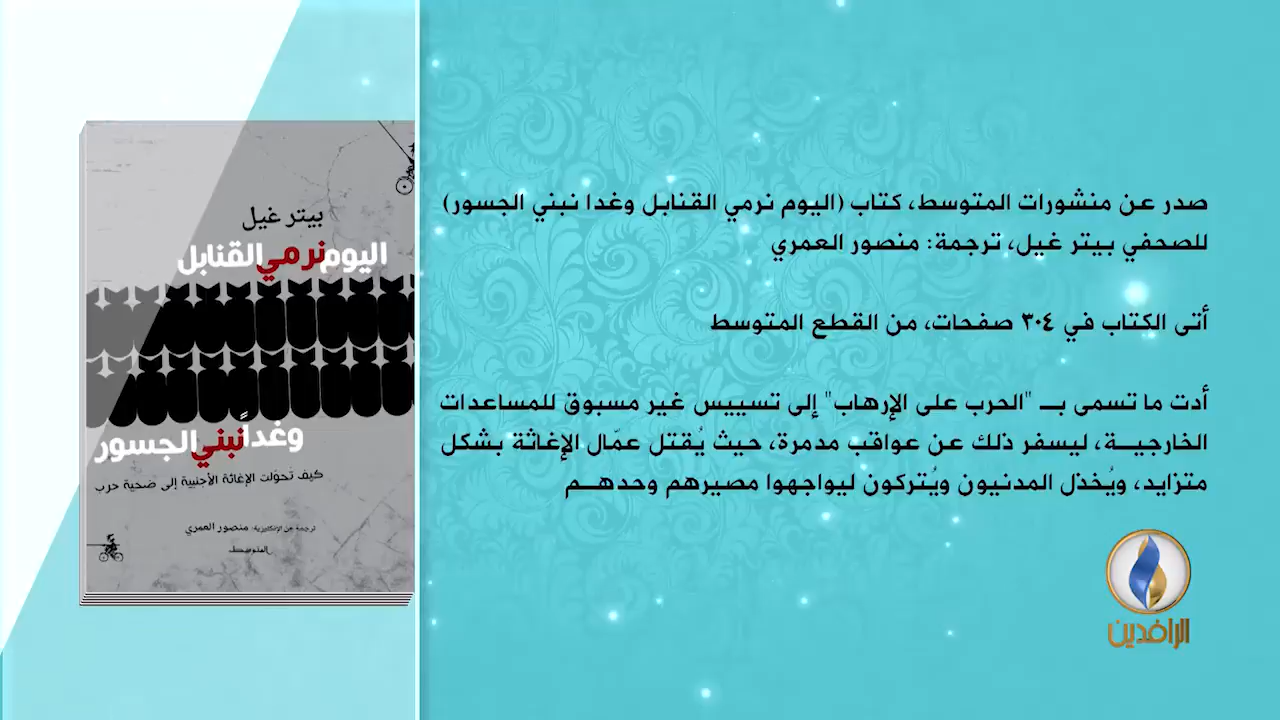 صدر عن منشورات المتوسط، كتاب (اليوم نرمي القنابل وغدا نبني الجسور)
للصحفي بيتر غيل، ترجمة: منصور العمري
أتى الكتاب في ٣٠٤ صفحات، من القطع المتوسط
أدت ما تسمى بـ "الحرب على الإرهاب" إلى تسييس غير مسبوق للمساعدات
الخارجيــة، ليسفر ذلك عن عواقب مدمرة، حيث يُقتل عمّال الإغاثة بشكل
متزايد، ويُخذل المدنيون ويُتركون ليواجهوا مصيرهم وحدهــم
بيتر غيل
اليوم نرمي القنابل
وغداً نبني الجسور
كيف تحوّلت الإغاثة الأجنبية إلى ضحية حرب
ترجمة عن الإنكليزية: منصور العمري
المتوسط
الرافدين